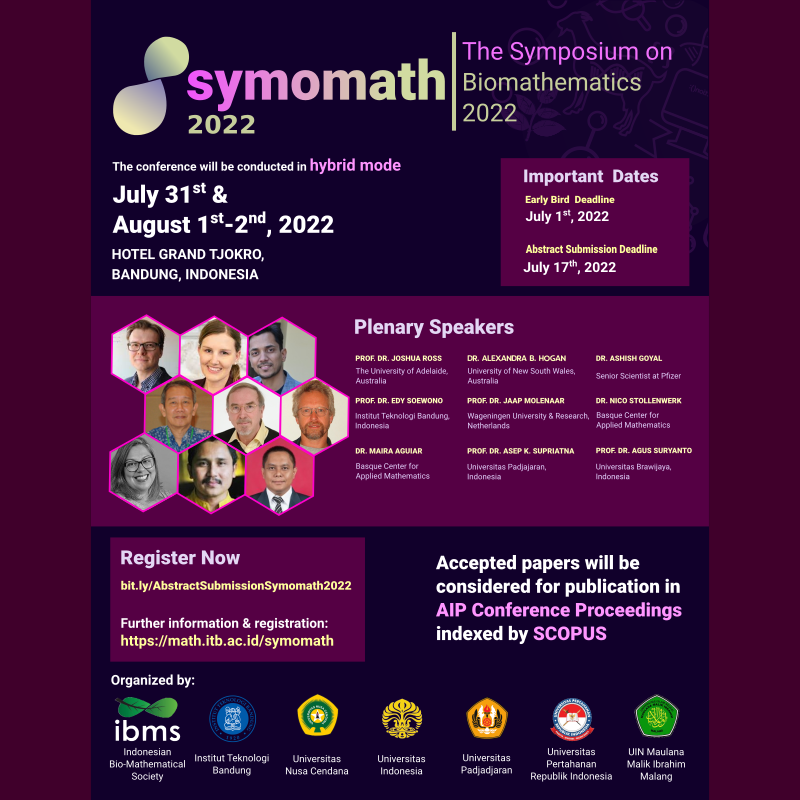 symomath
2022
The Symposium on
Biomathematics
2022
The conference will be conducted in hybrid mode
July 31st &
August 1st-2nd, 2022
HOTEL GRAND TJOKRO,
BANDUNG, INDONESIA
Important Dates
Early Bird Deadline
July 1st, 2022
Abstract Submission Deadline
July 17th, 2022
Plenary Speakers
PROF. DR. JOSHUA ROSS
The University of Adelaide,
Australia
DR. ALEXANDRA B. HOGAN
University of New South Wales,
Australia
DR. ASHISH GOYAL
Senior Scientist at Pfizer
PROF. DR. EDY SOEWONO
Institut Teknologi Bandung,
Indonesia
PROF. DR. JAAP MOLENAAR
Wageningen University & Research,
Netherlands
DR. NICO STOLLENWERK
Basque Center for
Applied Mathematics
DR. MAIRA AGUIAR
Basque Center for
Applied Mathematics
PROF. DR. ASEP K. SUPRIATNA
Universitas Padjajaran,
Indonesia
PROF. DR. AGUS SURYANTO
Universitas Brawijaya,
Indonesia
Register Now
bit.ly/AbstractSubmissionSymomath2022
Further information & registration:
https://math.itb.ac.id/symomath
Accepted papers will be
considered for publication in
AIP Conference Proceedings
indexed by SCOPUS
Organized by:
ibms
Indonesian
Bio-Mathematical
Society
Institut Teknologi
Bandung
Universitas
Nusa Cendana
Universitas
Indonesia
Universitas
Padjadjaran
Universitas
Pertahanan
Republik Indonesia
UIN Maulana
Malik Ibrahim
Malang